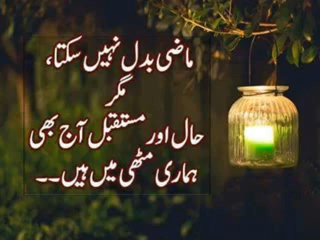 ماضی بدل نہیں سکتا،
مگر
حال اور مستقبل آج بھی
ہماری مٹھی میں ہیں۔۔